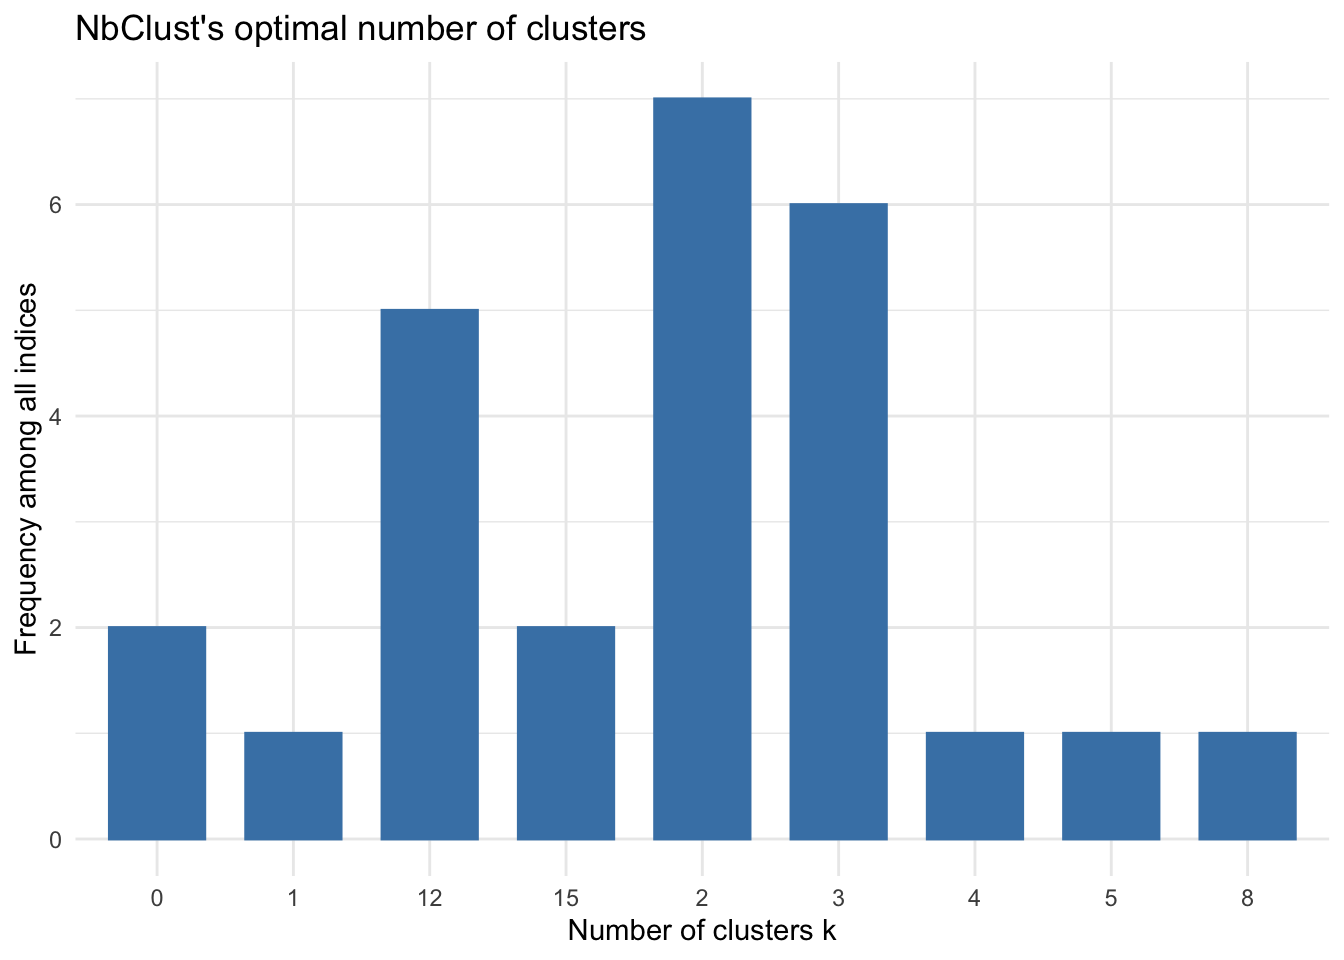 NbClust's optimal number of clusters
Frequency among all indices
6
4
2
0
0 1 12 15 2 3 4 5 8
Number of clusters k